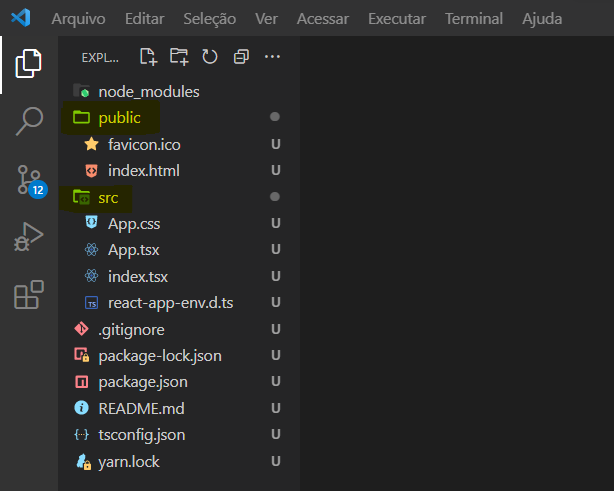 Arquivo Editar Seleção Ver Acessar Executar Terminal Ajuda
EXPL...
node_modules
public
favicon.ico U
index.html U
12
src
App.css U
App.tsx U
index.tsx U
TS react-app-env.d.ts U
.gitignore U
package-lock.json U
package.json U
README.md U
tsconfig.json U
yarn.lock U